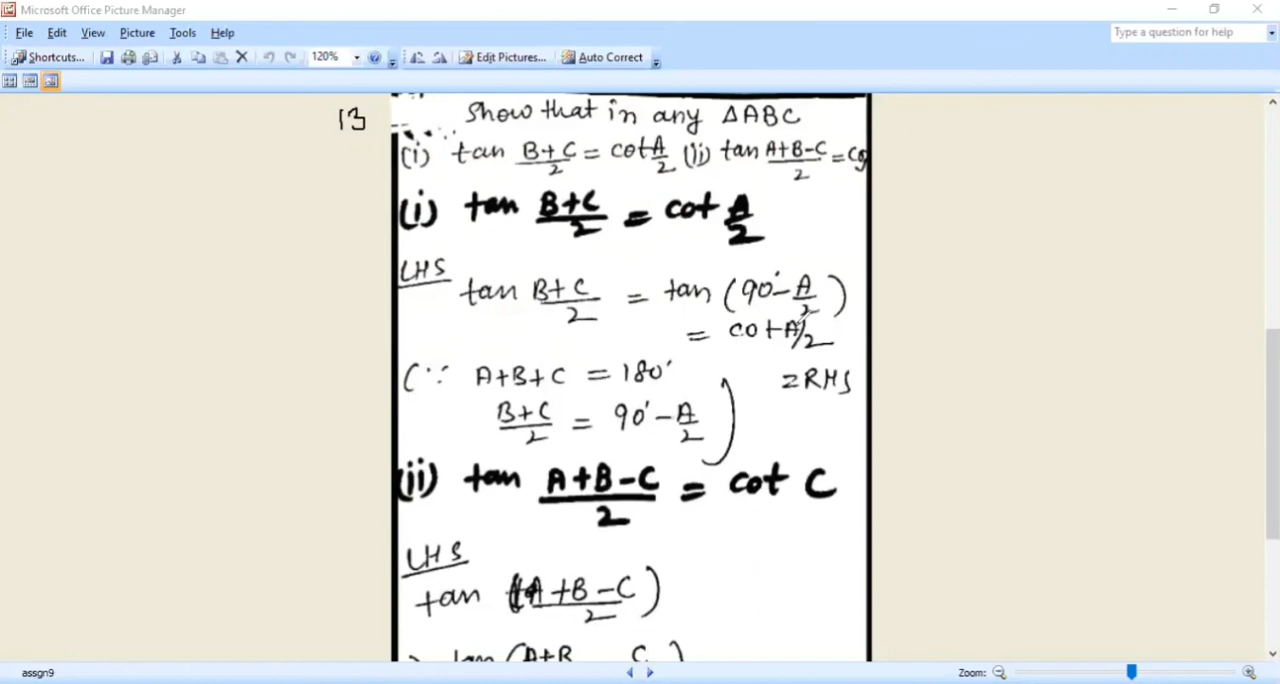 Microsoft Office Picture Manager
File Edit View Picture Tools Help
Type a question for help
Shortcuts... 120% Edit Pictures... Auto Correct
13
Show that in any ΔABC
(i) tan B+C/2 = cot A/2 (ii) tan A+B-C/2 = co
(i) tan B+C/2 = cot A/2
LHS
tan B+C/2 = tan (90° - A/2)
= cot A/2
(∵ A+B+C = 180°
= RHS
B+C/2 = 90° - A/2 )
(ii) tan A+B-C/2 = cot C
LHS
tan (A+B-C/2)
tan (A+B C )
assgn9
Zoom: